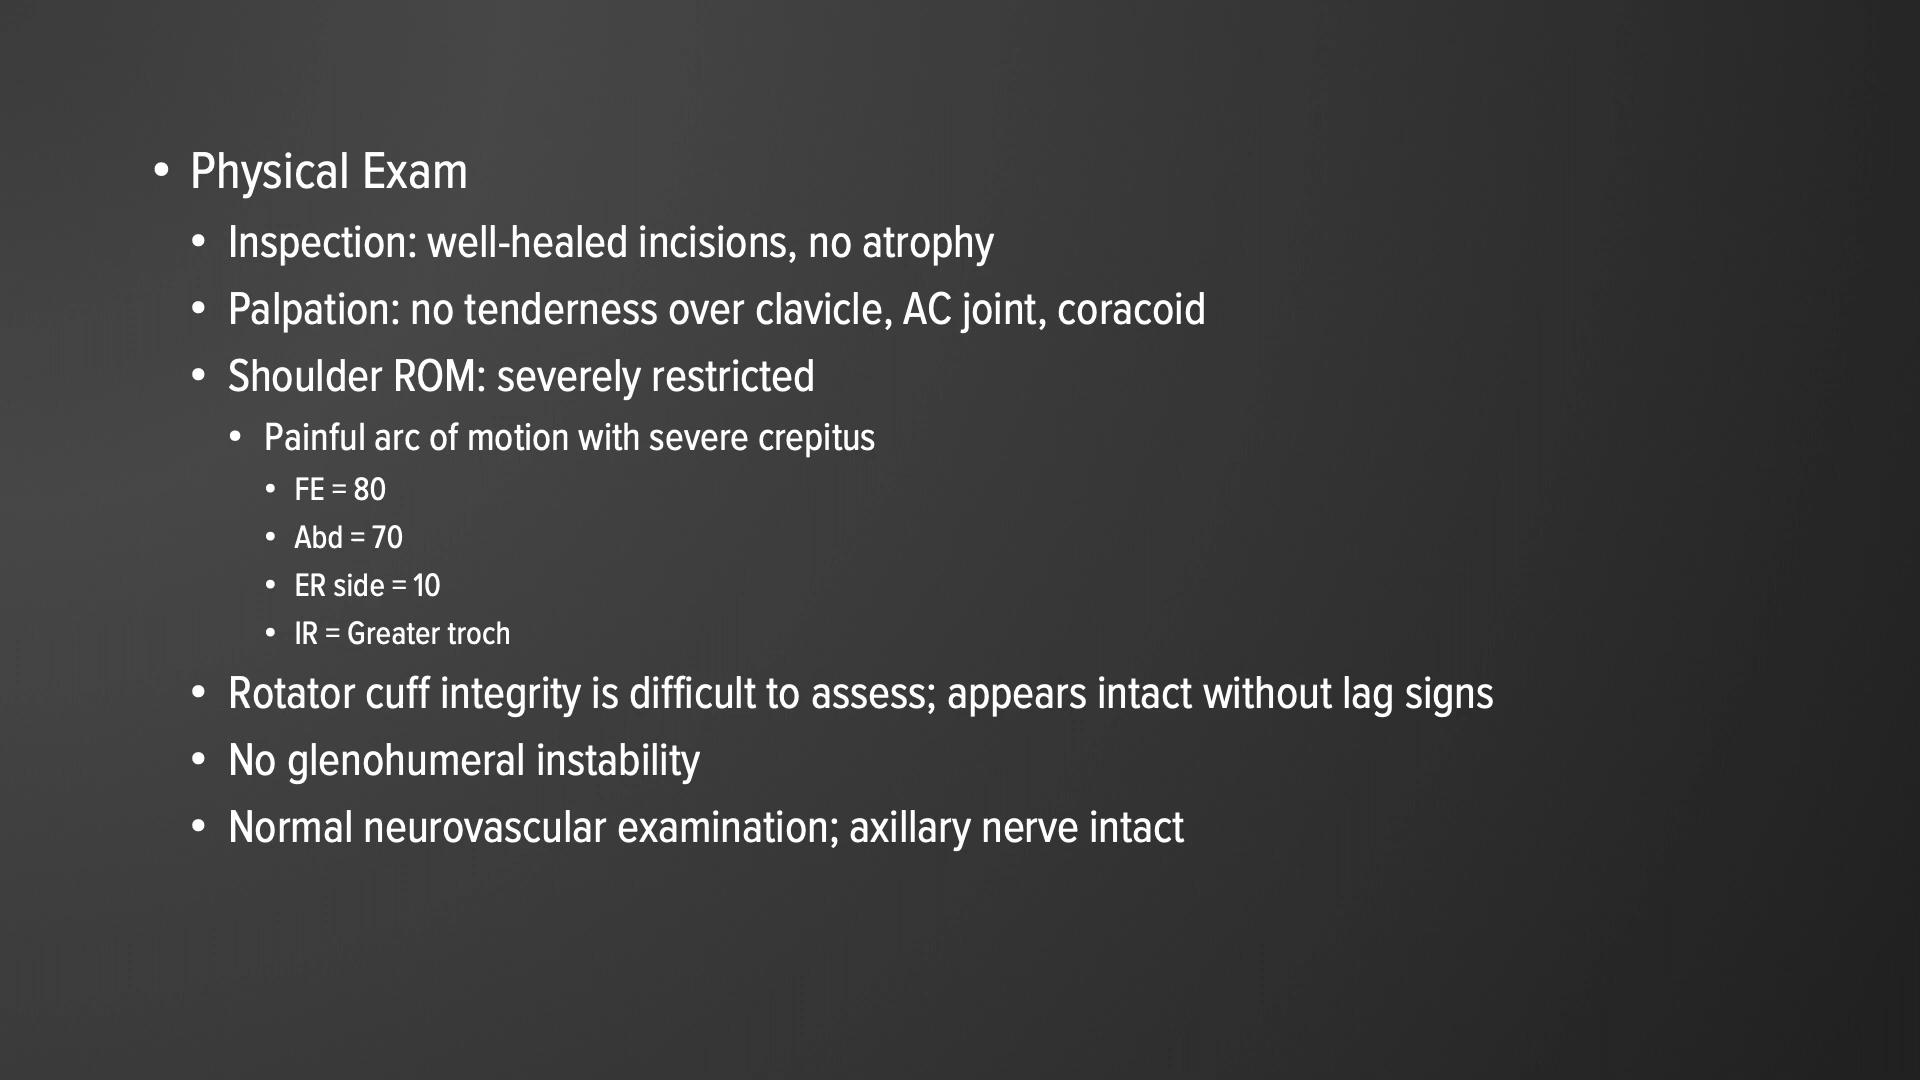 • Physical Exam
• Inspection: well-healed incisions, no atrophy
• Palpation: no tenderness over clavicle, AC joint, coracoid
• Shoulder ROM: severely restricted
• Painful arc of motion with severe crepitus
• FE = 80
• Abd = 70
• ER side = 10
• IR = Greater troch
• Rotator cuff integrity is difficult to assess; appears intact without lag signs
• No glenohumeral instability
• Normal neurovascular examination; axillary nerve intact